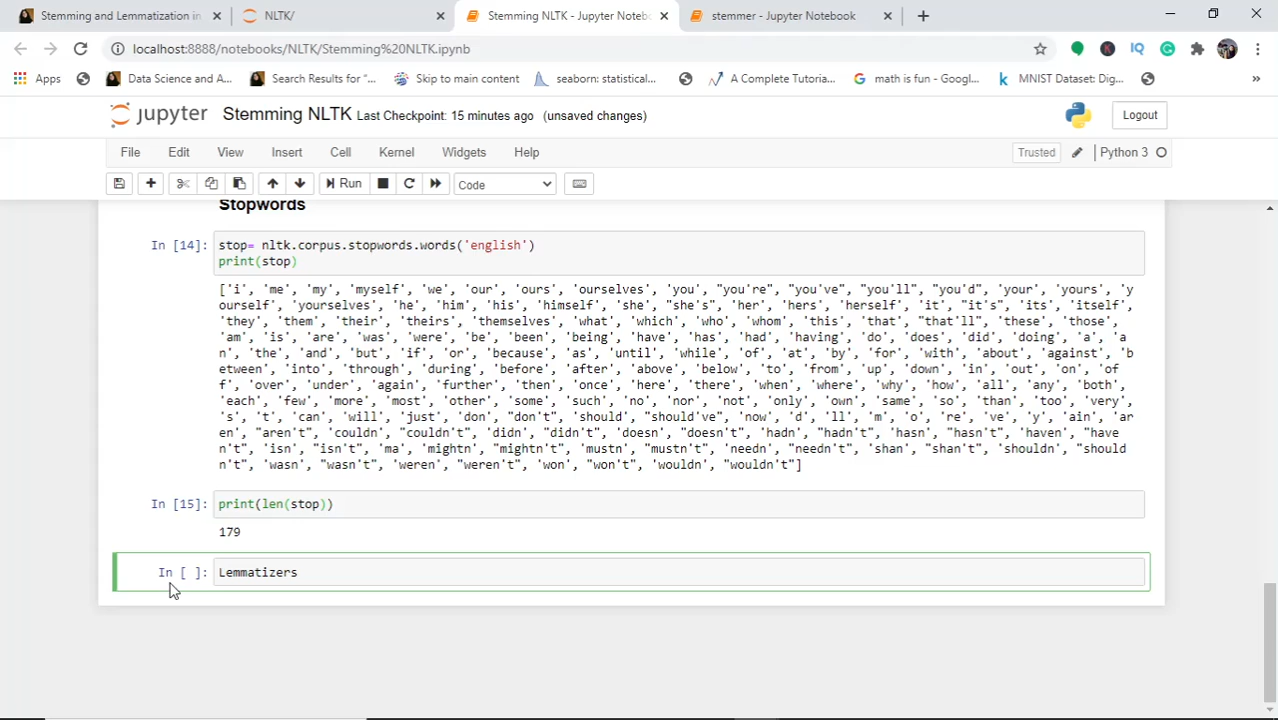 Stemming and Lemmatization in
NLTK/
Stemming NLTK - Jupyter Noteb
stemmer - Jupyter Notebook
localhost:8888/notebooks/NLTK/Stemming%20NLTK.ipynb
Apps
Data Science and A...
Search Results for "...
Skip to main content
seaborn: statistical...
A Complete Tutoria...
math is fun - Googl...
MNIST Dataset: Dig...
»
jupyter Stemming NLTK Last Checkpoint: 15 minutes ago (unsaved changes)
Logout
File Edit View Insert Cell Kernel Widgets Help
Trusted
Python 3
Run
Code
Stopwords
In [14]: stop= nltk.corpus.stopwords.words('english')
print(stop)
['i', 'me', 'my', 'myself', 'we', 'our', 'ours', 'ourselves', 'you', "you're", "you've", "you'll", "you'd", 'your', 'yours', 'y
ourself', 'yourselves', 'he', 'him', 'his', 'himself', 'she', "she's", 'her', 'hers', 'herself', 'it', "it's", 'its', 'itself',
'they', 'them', 'their', 'theirs', 'themselves', 'what', 'which', 'who', 'whom', 'this', 'that', "that'll", 'these', 'those',
'am', 'is', 'are', 'was', 'were', 'be', 'been', 'being', 'have', 'has', 'had', 'having', 'do', 'does', 'did', 'doing', 'a', 'a
n', 'the', 'and', 'but', 'if', 'or', 'because', 'as', 'until', 'while', 'of', 'at', 'by', 'for', 'with', 'about', 'against', 'b
etween', 'into', 'through', 'during', 'before', 'after', 'above', 'below', 'to', 'from', 'up', 'down', 'in', 'out', 'on', 'of
f', 'over', 'under', 'again', 'further', 'then', 'once', 'here', 'there', 'when', 'where', 'why', 'how', 'all', 'any', 'both',
'each', 'few', 'more', 'most', 'other', 'some', 'such', 'no', 'nor', 'not', 'only', 'own', 'same', 'so', 'than', 'too', 'very',
's', 't', 'can', 'will', 'just', 'don', "don't", 'should', "should've", 'now', 'd', 'll', 'm', 'o', 're', 've', 'y', 'ain', 'ar
en', "aren't", 'couldn', "couldn't", 'didn', "didn't", 'doesn', "doesn't", 'hadn', "hadn't", 'hasn', "hasn't", 'haven', "have
n't", 'isn', "isn't", 'ma', 'mightn', "mightn't", 'mustn', "mustn't", 'needn', "needn't", 'shan', "shan't", 'shouldn', "should
n't", 'wasn', "wasn't", 'weren', "weren't", 'won', "won't", 'wouldn', "wouldn't"]
In [15]: print(len(stop))
179
In [ ]: Lemmatizers